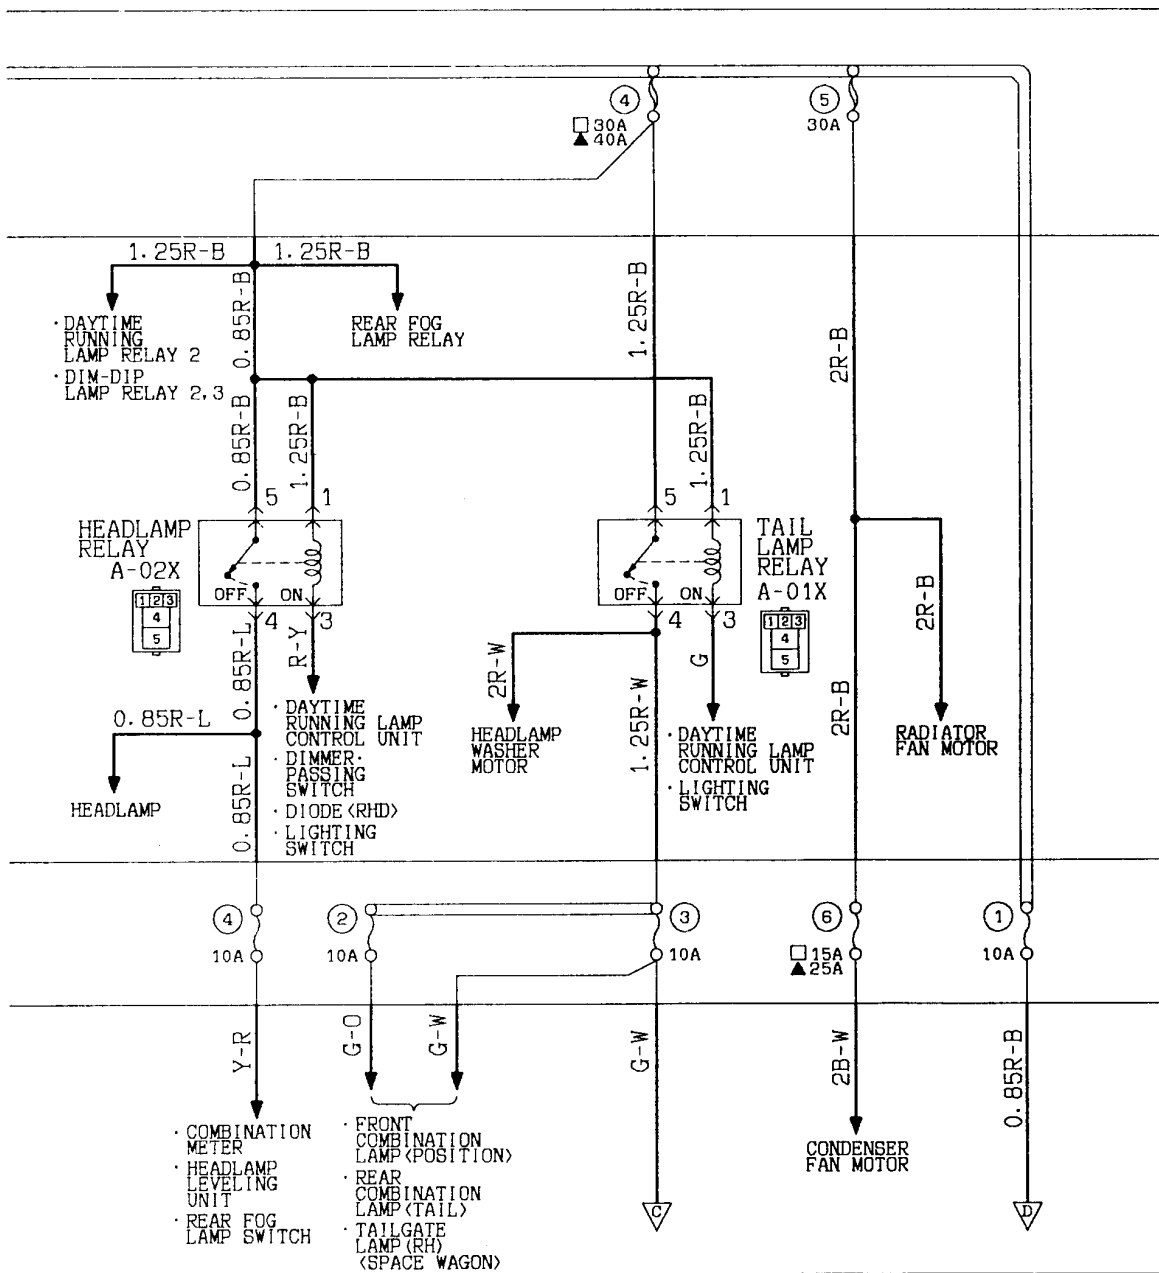 4
□30A
▲40A
5
30A
1.25R-B
1.25R-B
0.85R-B
1.25R-B
2R-B
· DAYTIME
RUNNING
LAMP RELAY 2
· DIM-DIP
LAMP RELAY 2,3
REAR FOG
LAMP RELAY
0.85R-B
1.25R-B
1.25R-B
5
1
5
1
HEADLAMP
RELAY
A-02X
1 2 3
4
5
OFF
ON
4
3
OFF
ON
4
3
TAIL
LAMP
RELAY
A-01X
1 2 3
4
5
0.85R-L
R-Y
2R-W
G
2R-B
0.85R-L
0.85R-L
1.25R-W
2R-B
HEADLAMP
· DAYTIME
RUNNING LAMP
CONTROL UNIT
· DIMMER·
PASSING
SWITCH
· DIODE<RHD>
· LIGHTING
SWITCH
HEADLAMP
WASHER
MOTOR
· DAYTIME
RUNNING LAMP
CONTROL UNIT
· LIGHTING
SWITCH
RADIATOR
FAN MOTOR
4
10A
2
10A
3
10A
6
□15A
▲25A
1
10A
Y-R
G-O
G-W
G-W
2B-W
0.85R-B
· COMBINATION
METER
· HEADLAMP
LEVELING
UNIT
· REAR FOG
LAMP SWITCH
· FRONT
COMBINATION
LAMP<POSITION>
· REAR
COMBINATION
LAMP<TAIL>
· TAILGATE
LAMP(RH)
<SPACE WAGON>
C
CONDENSER
FAN MOTOR
D